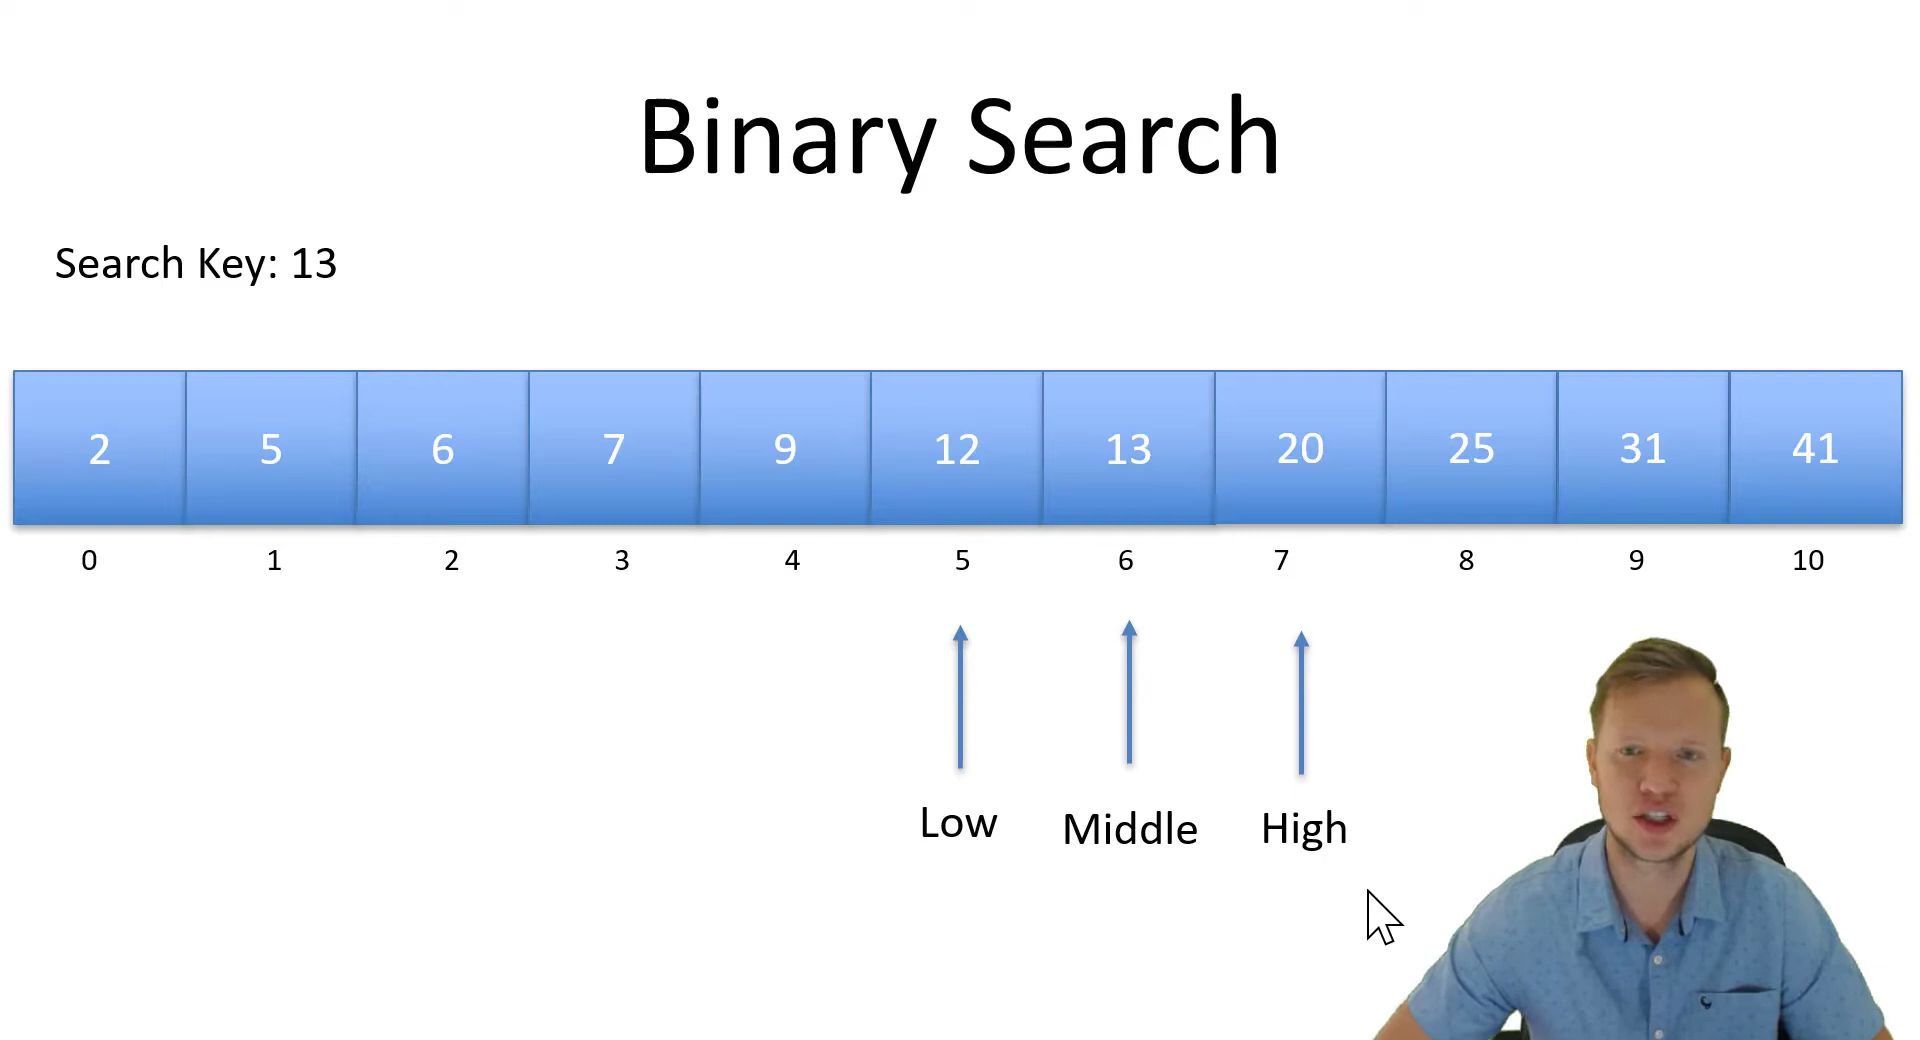 Binary Search
Search Key: 13
2 5 6 7 9 12 13 20 25 31 41
0 1 2 3 4 5 6 7 8 9 10
Low Middle High